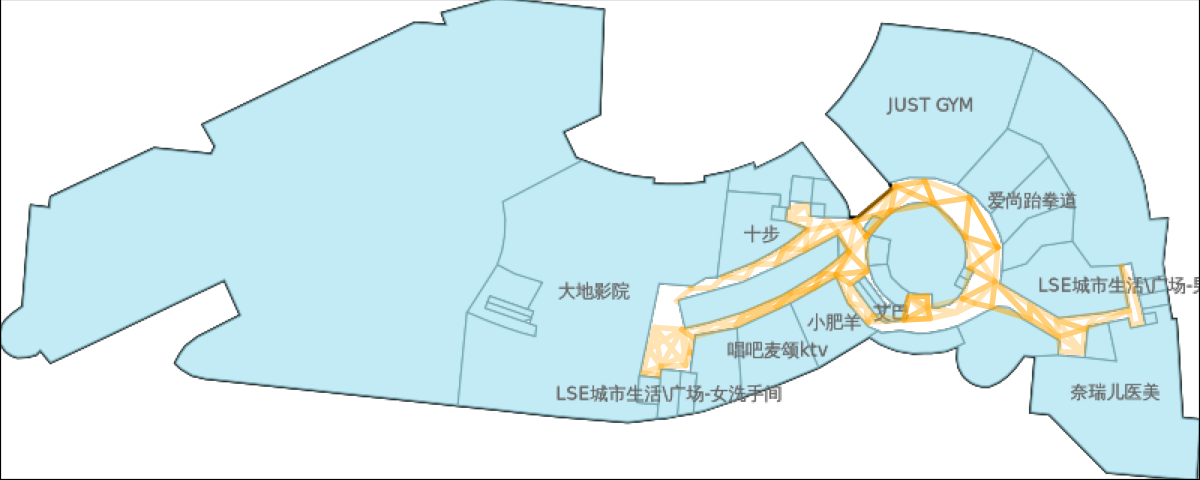 JUST GYM
爱尚跆拳道
十步
LSE城市生活\广场-男
大地影院
艾巴
小肥羊
唱吧麦颂ktv
LSE城市生活\广场-女洗手间
奈瑞儿医美